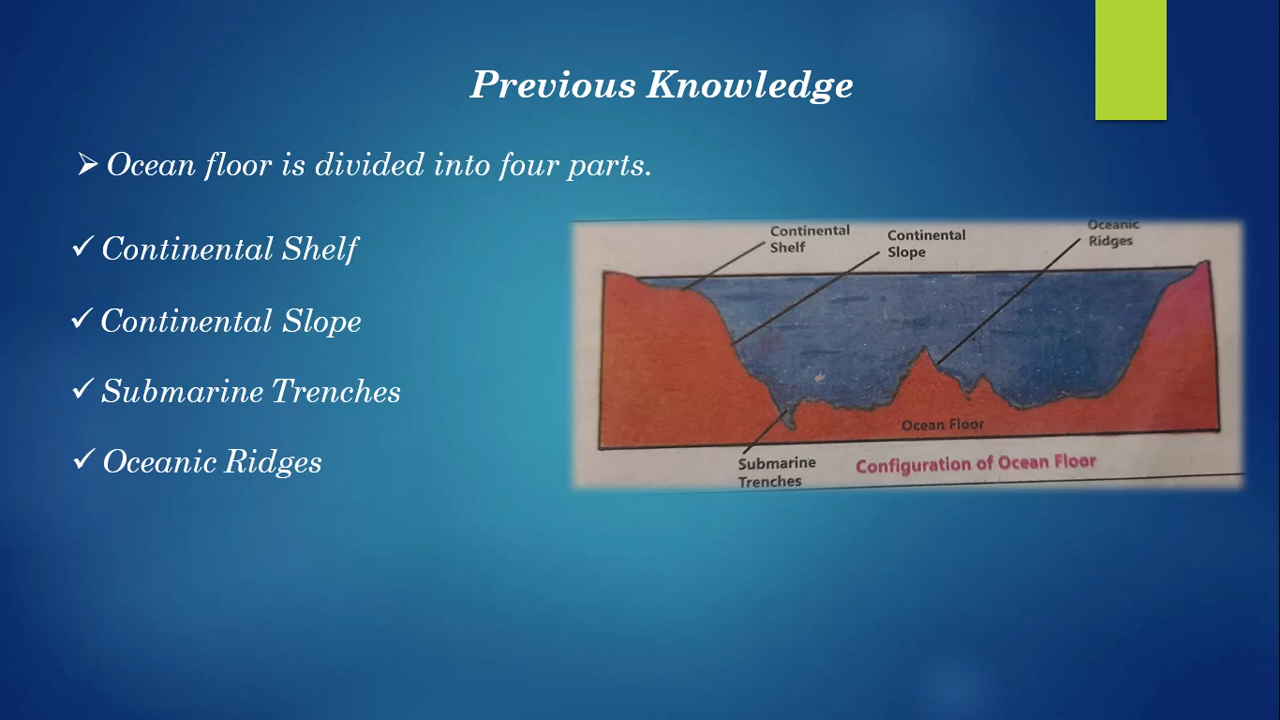 Previous Knowledge
➢ Ocean floor is divided into four parts.
✓ Continental Shelf
✓ Continental Slope
✓ Submarine Trenches
✓ Oceanic Ridges
Continental
Shelf
Continental
Slope
Oceanic
Ridges
Ocean Floor
Submarine
Trenches
Configuration of Ocean Floor